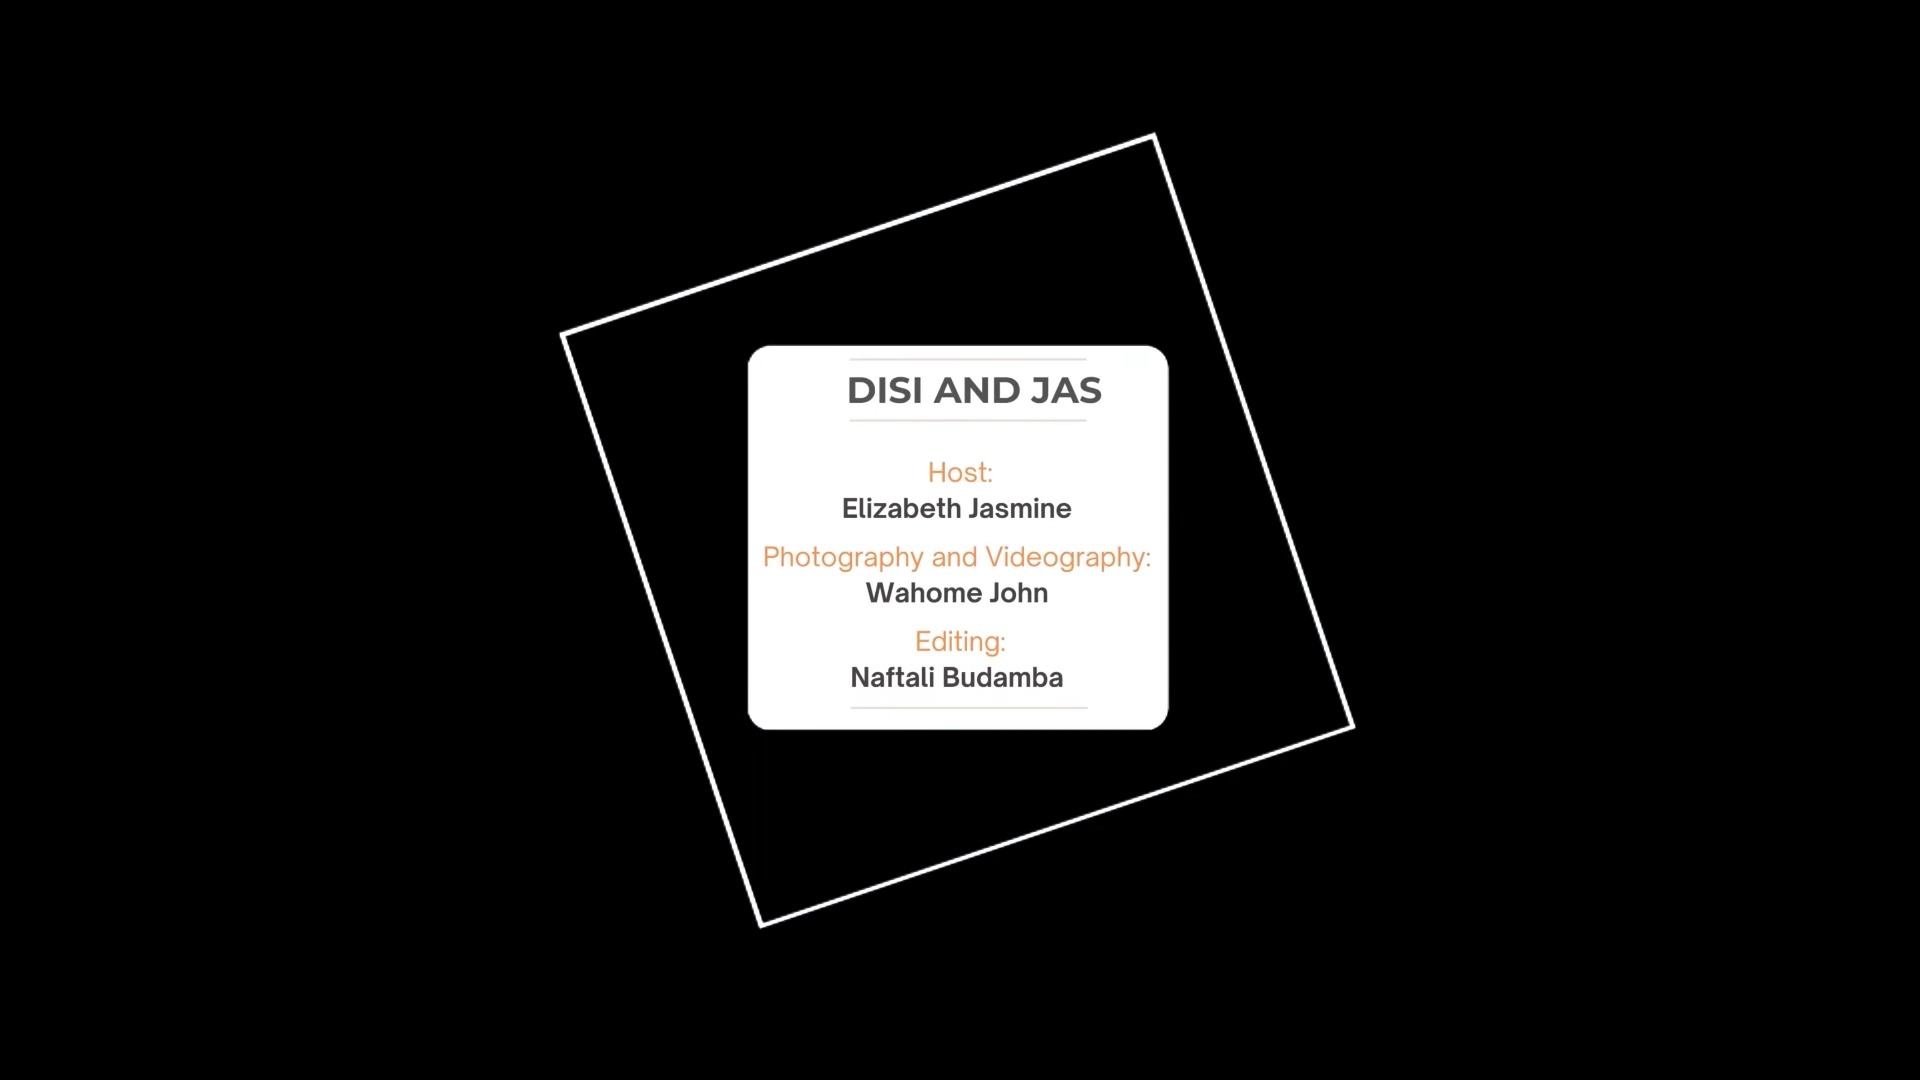 DISI AND JAS
Host:
Elizabeth Jasmine
Photography and Videography:
Wahome John
Editing:
Naftali Budamba